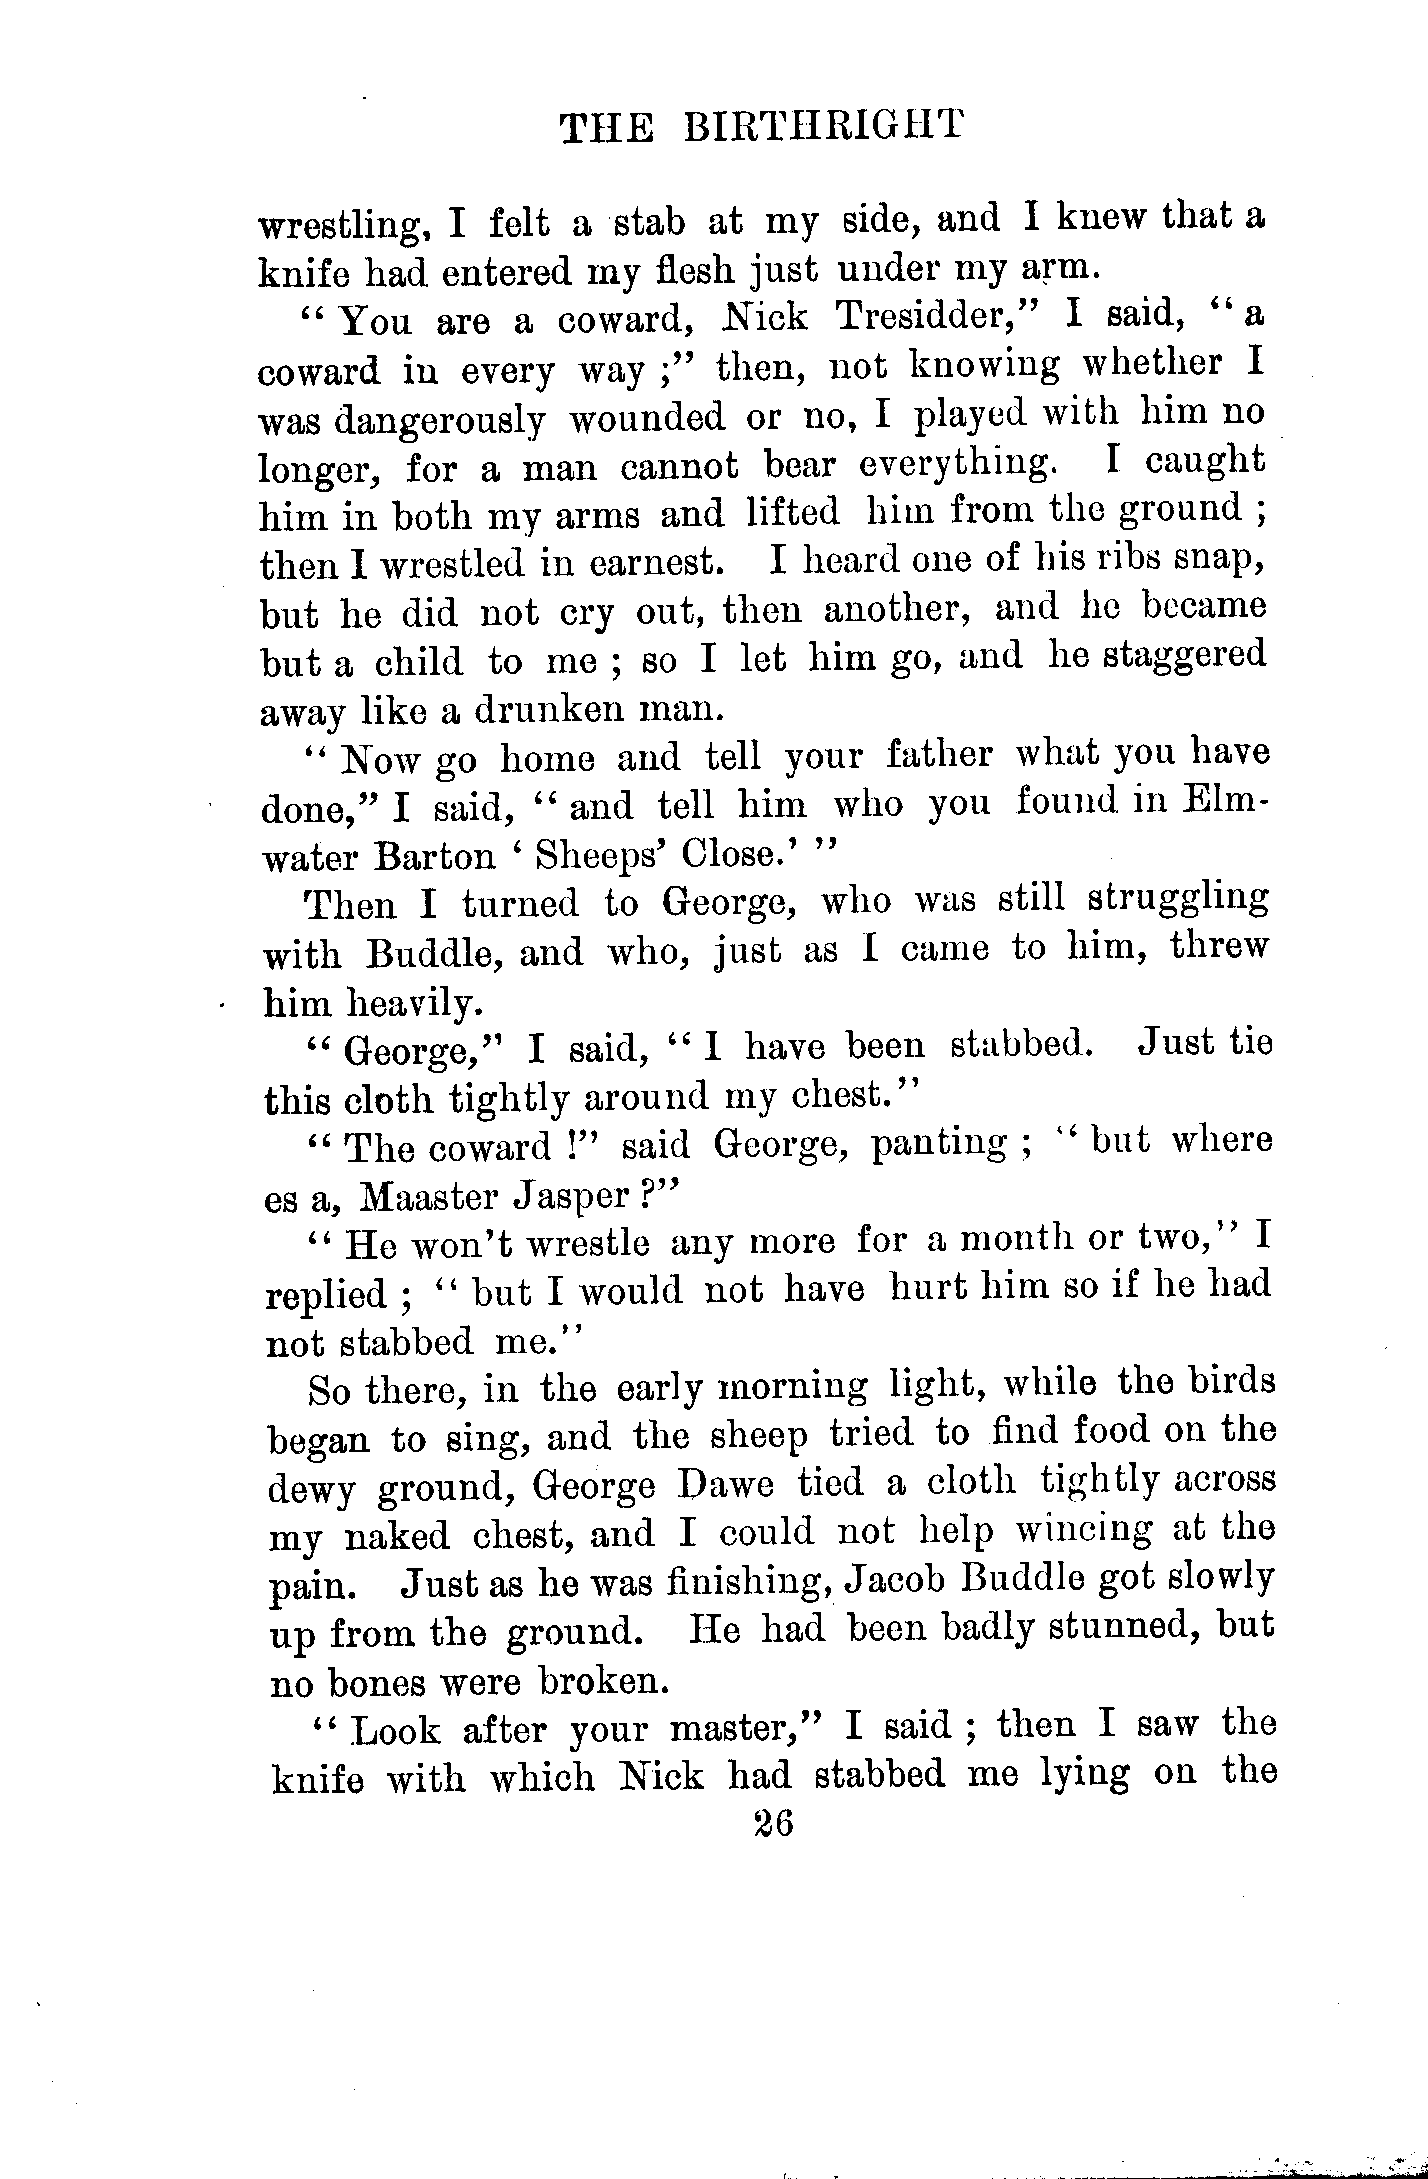 THE BIRTHRIGHT
wrestling, I felt a stab at my side, and I knew that a
knife had entered my flesh just under my arm.
“ You are a coward, Nick Tresidder,” I said, “ a
coward in every way ;” then, not knowing whether I
was dangerously wounded or no, I played with him no
longer, for a man cannot bear everything. I caught
him in both my arms and lifted him from the ground ;
then I wrestled in earnest. I heard one of his ribs snap,
but he did not cry out, then another, and he became
but a child to me ; so I let him go, and he staggered
away like a drunken man.
“ Now go home and tell your father what you have
done,” I said, “ and tell him who you found in Elm-
water Barton ‘ Sheeps’ Close.’ ”
Then I turned to George, who was still struggling
with Buddle, and who, just as I came to him, threw
him heavily.
“ George,” I said, “ I have been stabbed. Just tie
this cloth tightly around my chest.”
“ The coward !” said George, panting ; “ but where
es a, Maaster Jasper ?”
“ He won’t wrestle any more for a month or two,” I
replied ; “ but I would not have hurt him so if he had
not stabbed me.”
So there, in the early morning light, while the birds
began to sing, and the sheep tried to find food on the
dewy ground, George Dawe tied a cloth tightly across
my naked chest, and I could not help wincing at the
pain. Just as he was finishing, Jacob Buddle got slowly
up from the ground. He had been badly stunned, but
no bones were broken.
“ Look after your master,” I said ; then I saw the
knife with which Nick had stabbed me lying on the
26